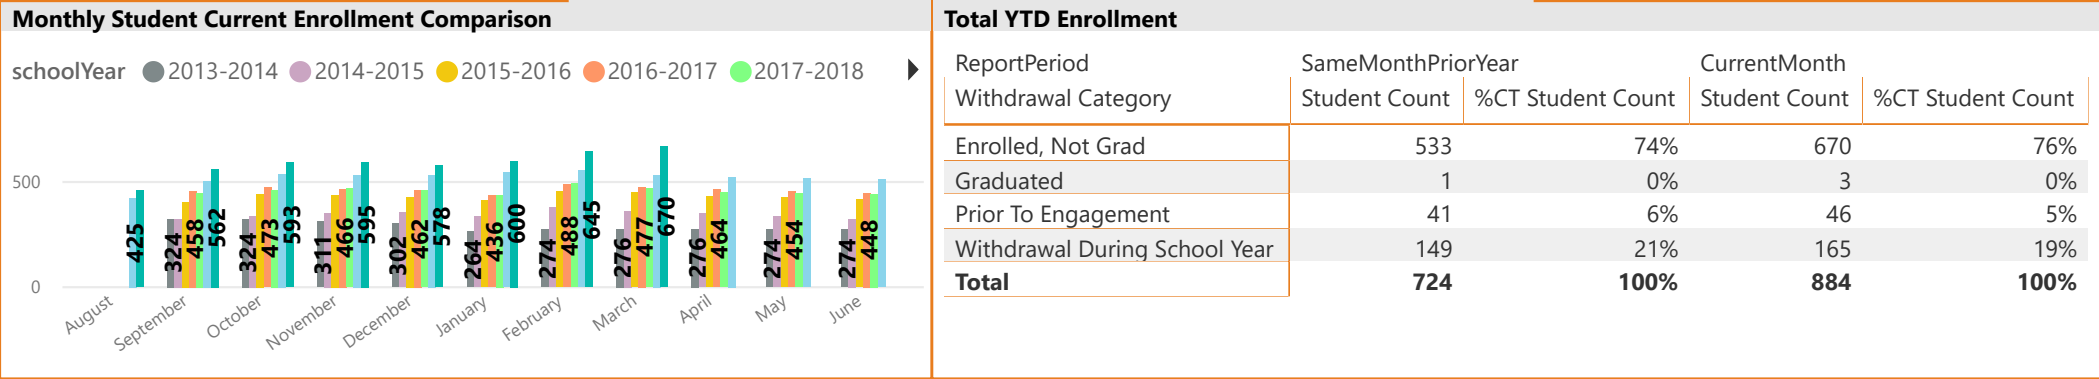 Monthly Student Current Enrollment Comparison
schoolYear 2013-2014 2014-2015 2015-2016 2016-2017 2017-2018
500
0
425
324 458 562
324 473 593
311 466 595
302 462 578
264 436 600
274 488 645
276 477 670
276 464
274 454
274 448
August September October November December January February March April May June
Total YTD Enrollment
ReportPeriod SameMonthPriorYear CurrentMonth
Withdrawal Category Student Count %CT Student Count Student Count %CT Student Count
Enrolled, Not Grad 533 74% 670 76%
Graduated 1 0% 3 0%
Prior To Engagement 41 6% 46 5%
Withdrawal During School Year 149 21% 165 19%
Total 724 100% 884 100%